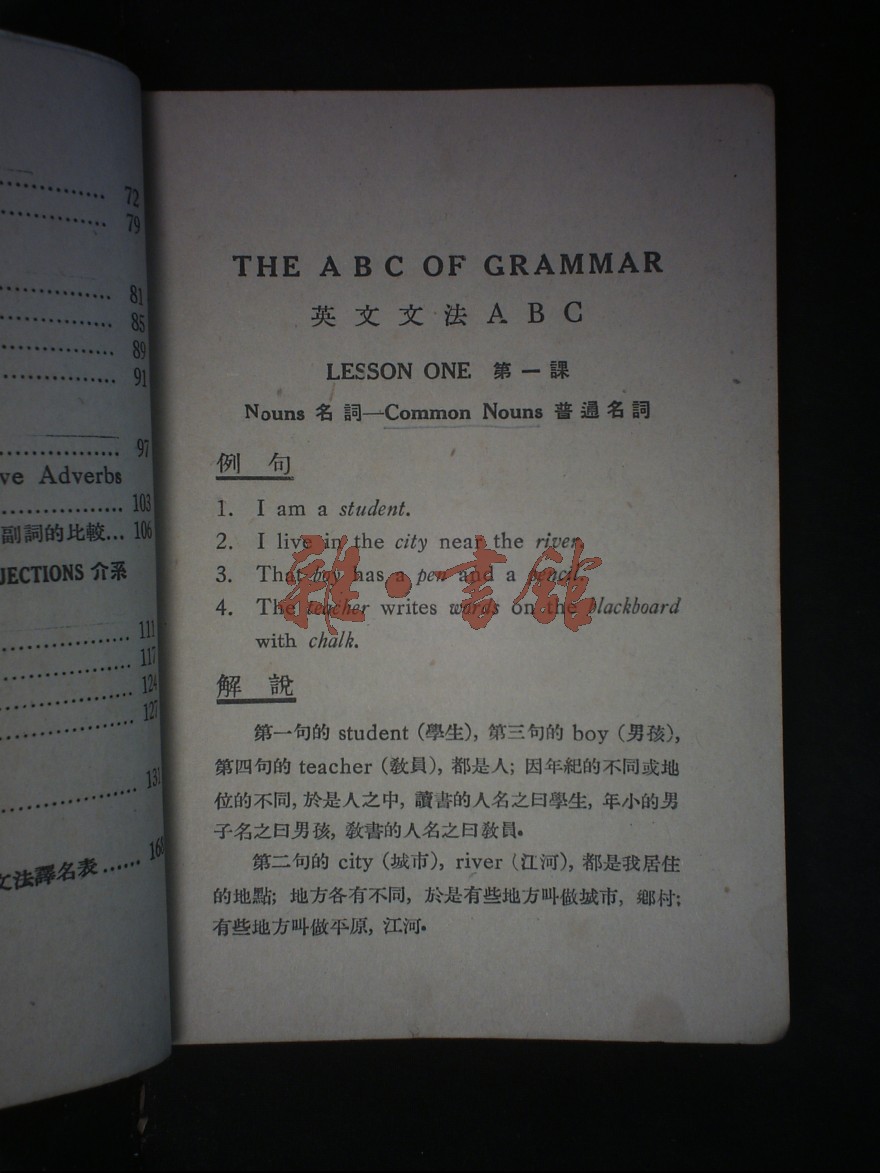 72
79
81
85
89
91
97
ve Adverbs
103
副詞的比較... 106
JECTIONS 介系
111
117
124
127
131
文法譯名表...... 168
THE A B C OF GRAMMAR
英文文法 A B C
LESSON ONE 第一課
Nouns 名詞—Common Nouns 普通名詞
例句
1. I am a student.
2. I live in the city near the river.
3. That boy has a pen and a pencil.
4. The teacher writes words on the blackboard
with chalk.
解說
第一句的 student (學生), 第三句的 boy (男孩),
第四句的 teacher (敎員), 都是人; 因年紀的不同或地
位的不同, 於是人之中, 讀書的人名之曰學生, 年小的男
子名之曰男孩, 敎書的人名之曰敎員.
第二句的 city (城市), river (江河), 都是我居住
的地點; 地方各有不同, 於是有些地方叫做城市, 鄉村;
有些地方叫做平原, 江河.
雅·書館